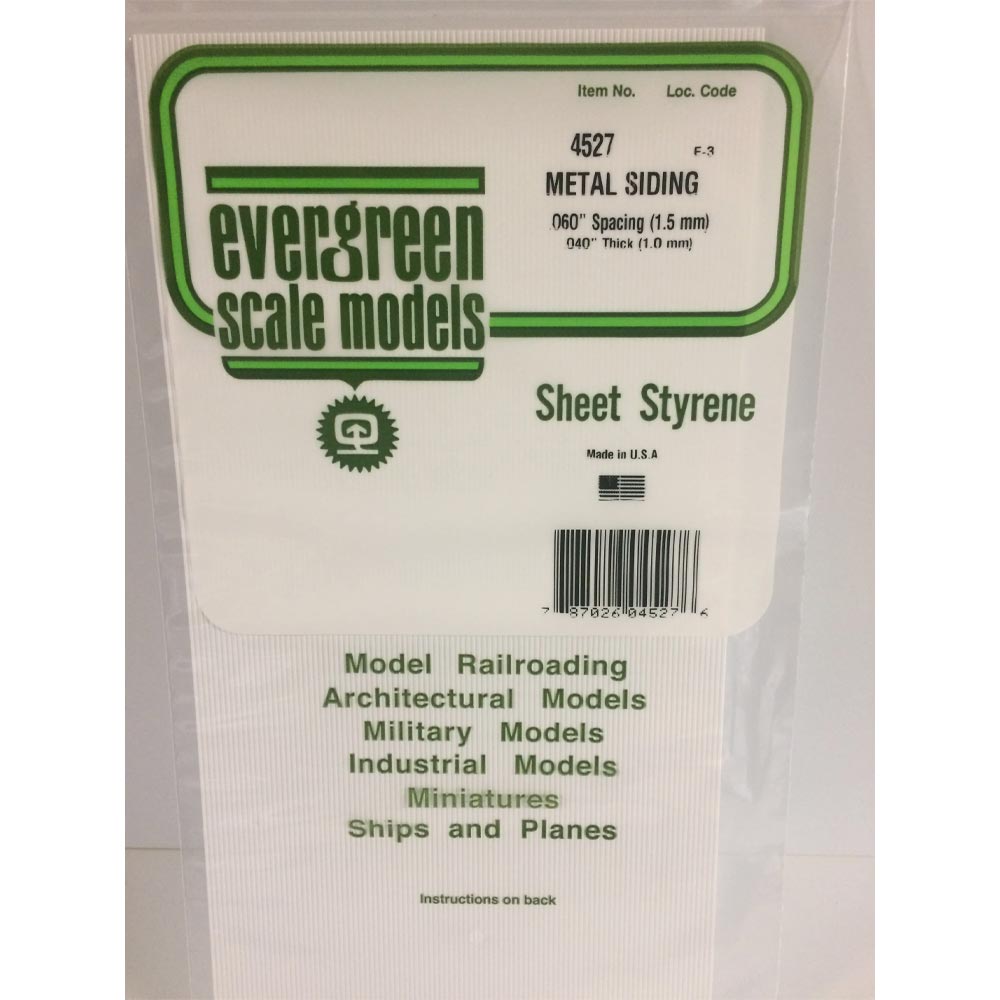 Item No. Loc. Code
4527 F-3
METAL SIDING
.060" Spacing (1.5 mm)
.040" Thick (1.0 mm)
evergreen
scale models
Sheet Styrene
Made in U.S.A
7 87026 04527 6
Model Railroading
Architectural Models
Military Models
Industrial Models
Miniatures
Ships and Planes
Instructions on back